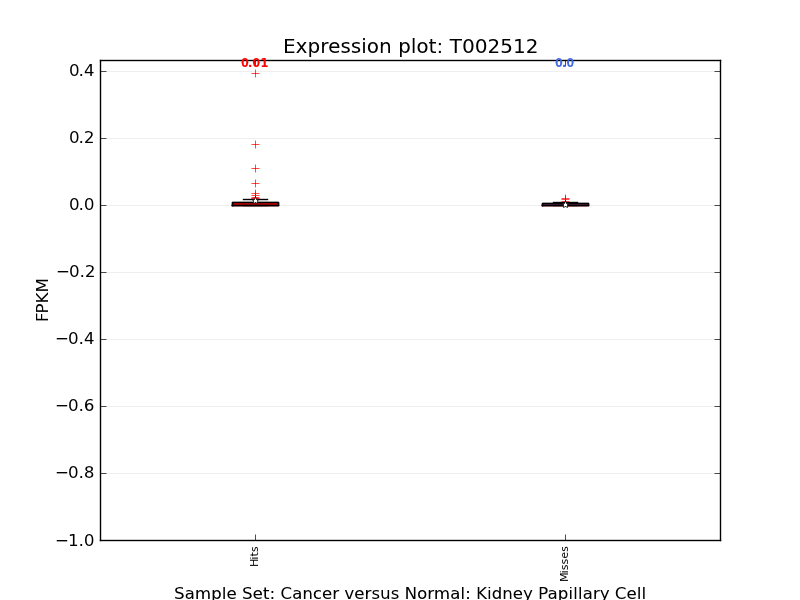 Expression plot: T002512
0.01
0.0
0.4
0.2
0.0
−0.2
−0.4
−0.6
−0.8
−1.0
FPKM
Hits
Misses
Sample Set: Cancer versus Normal: Kidney Papillary Cell